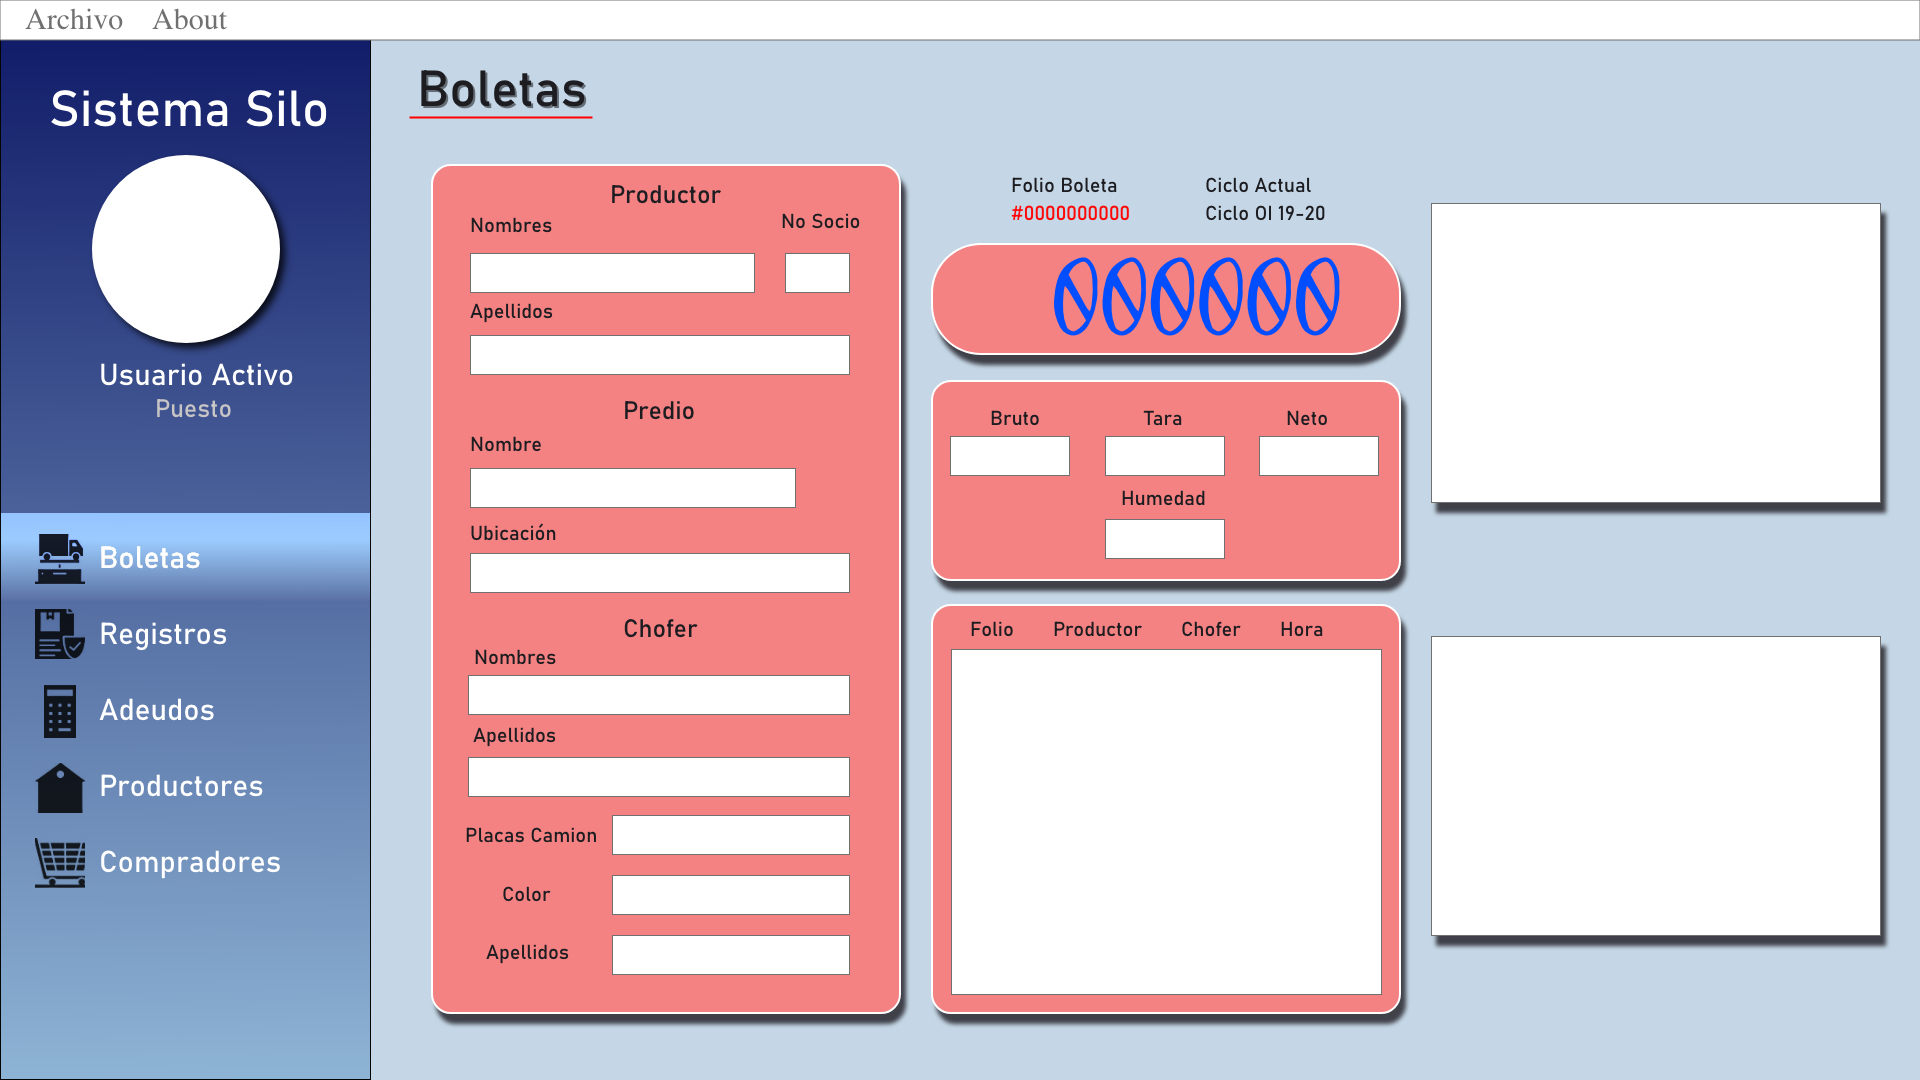 Archivo About
Sistema Silo
Usuario Activo
Puesto
Boletas
Registros
Adeudos
Productores
Compradores
Boletas
Productor
Nombres
No Socio
Apellidos
Predio
Nombre
Ubicación
Chofer
Nombres
Apellidos
Placas Camion
Color
Apellidos
Folio Boleta
#0000000000
Ciclo Actual
Ciclo OI 19-20
000000
Bruto Tara Neto
Humedad
Folio Productor Chofer Hora